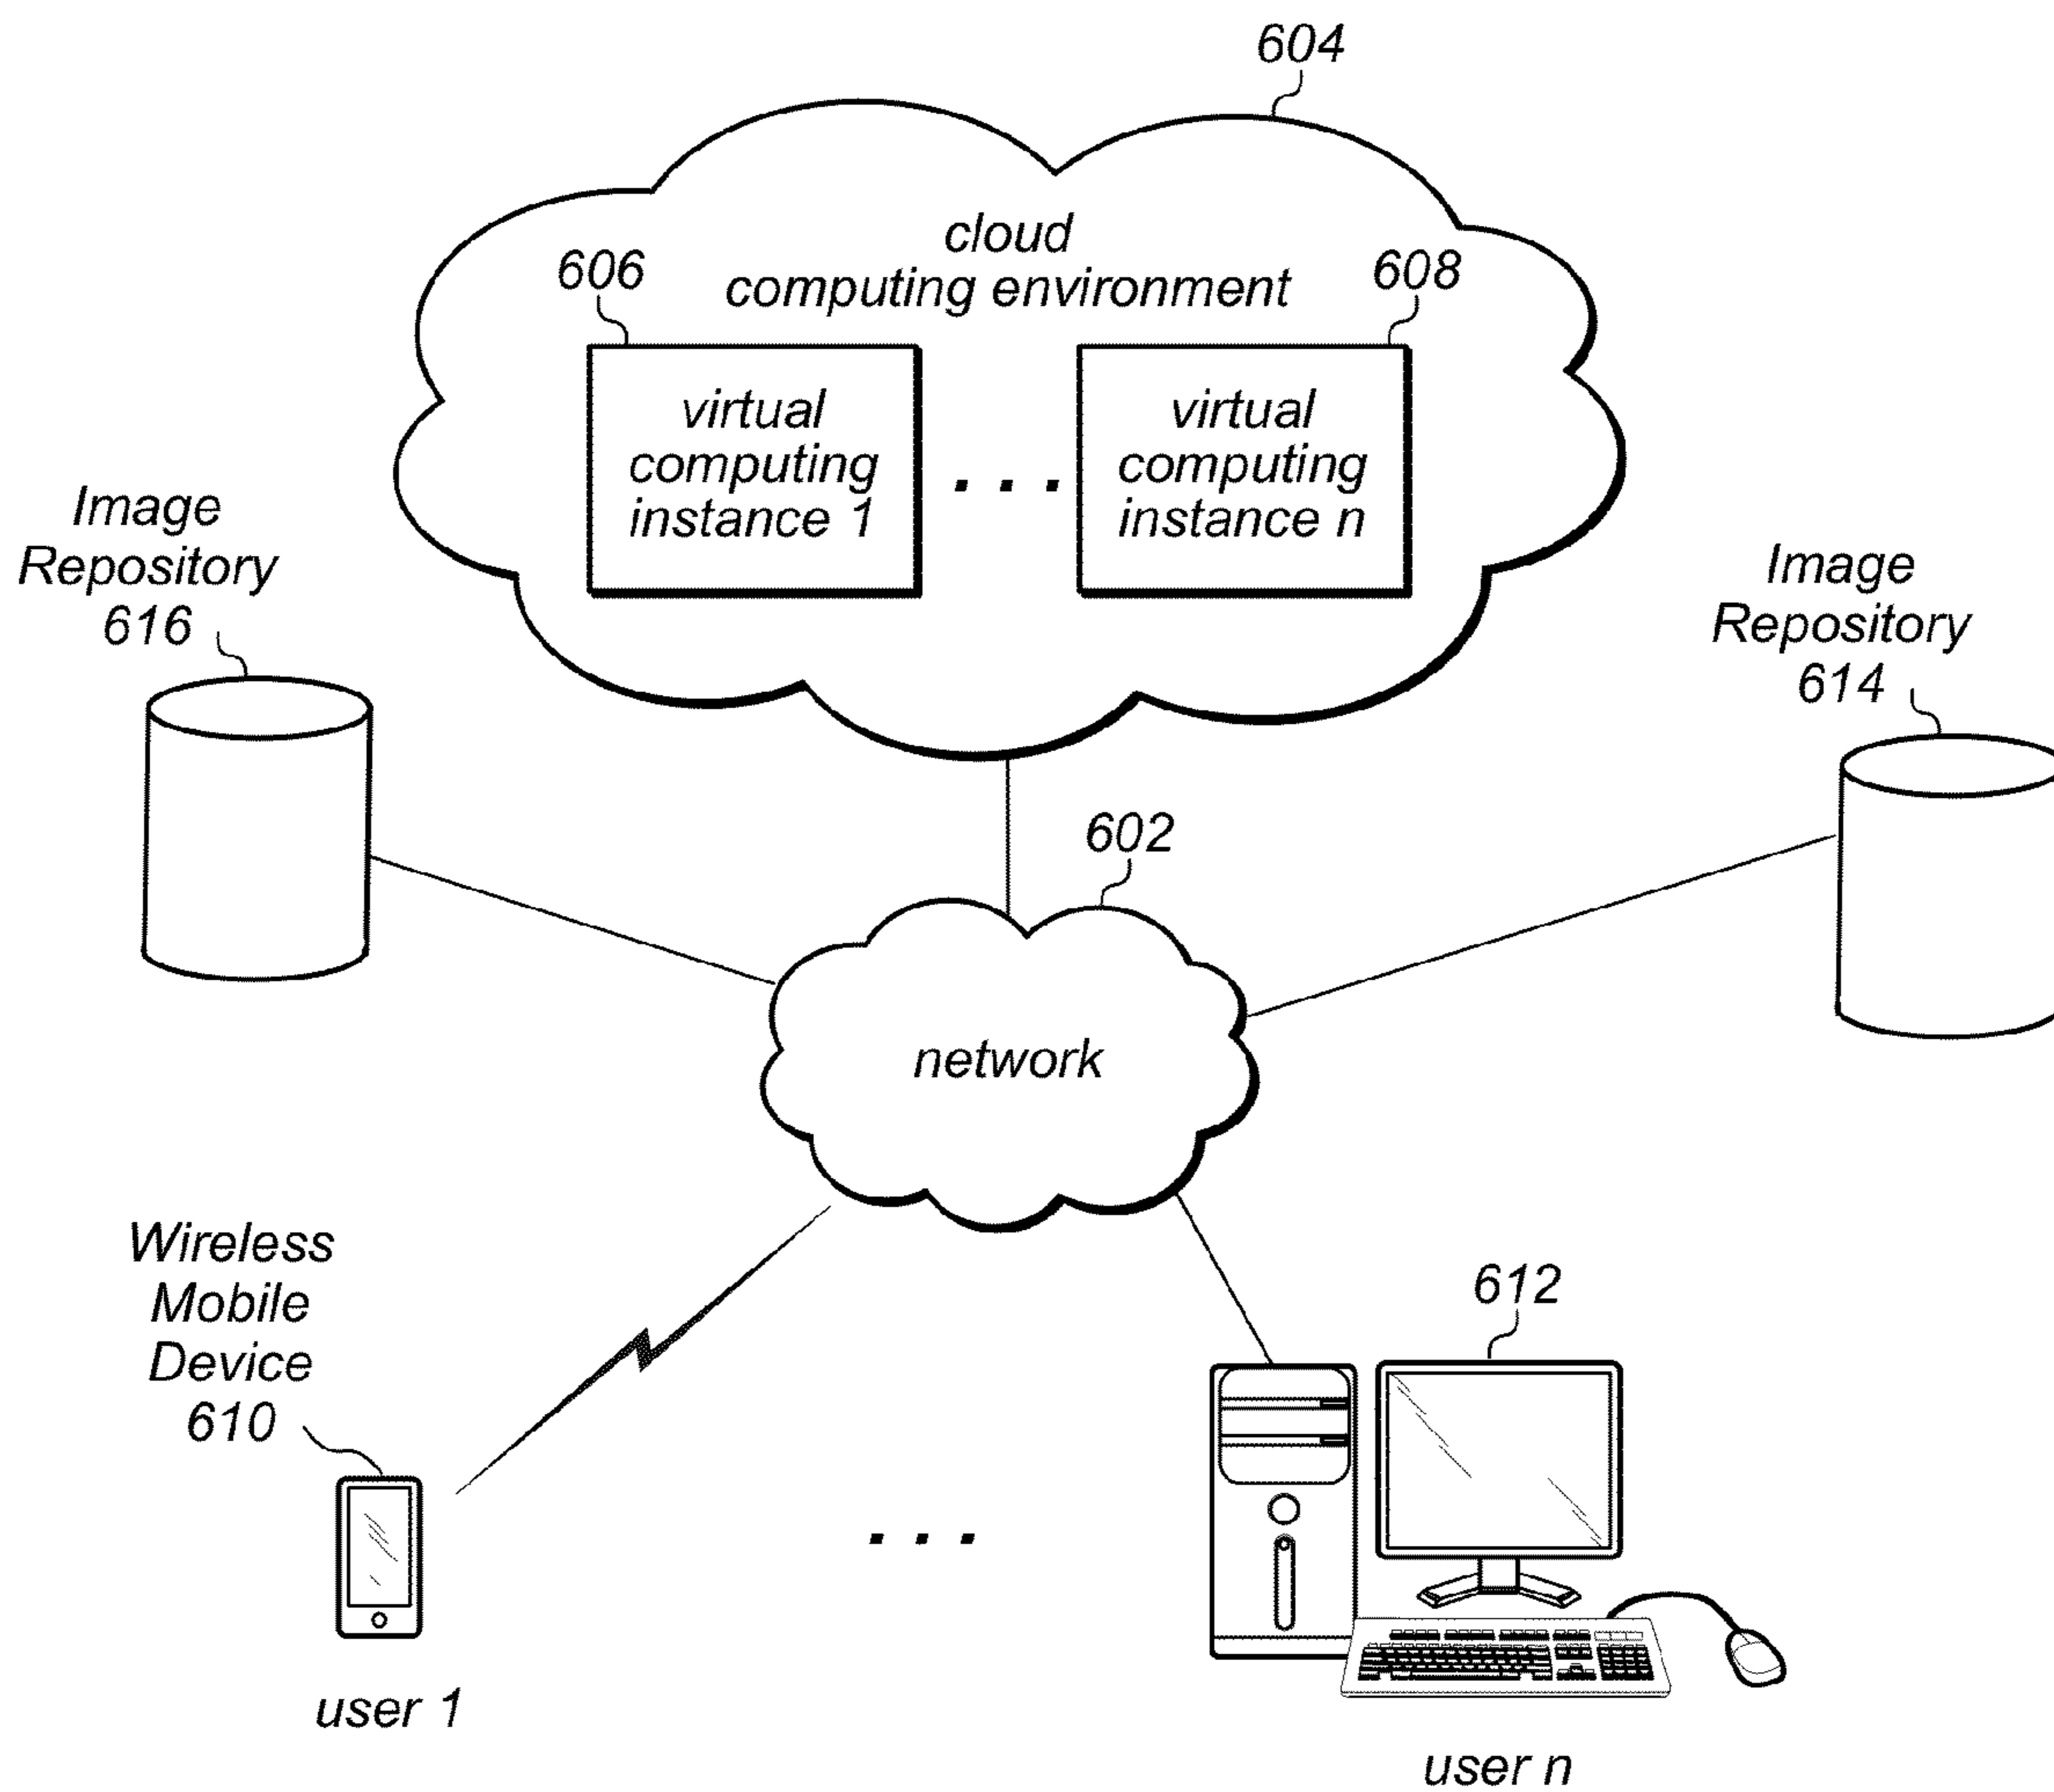 604
cloud
computing environment
606
608
virtual
computing
instance 1
. . .
virtual
computing
instance n
Image
Repository
616
Image
Repository
614
602
network
Wireless
Mobile
Device
610
612
. . .
user 1
user n